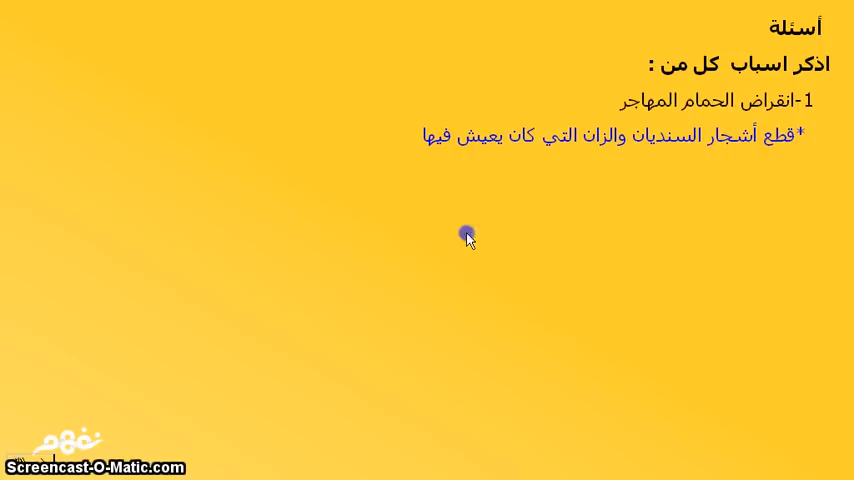 أسئلة
اذكر اسباب كل من :
1-انقراض الحمام المهاجر
*قطع أشجار السنديان والزان التي كان يعيش فيها
نفهم
Screencast-O-Matic.com